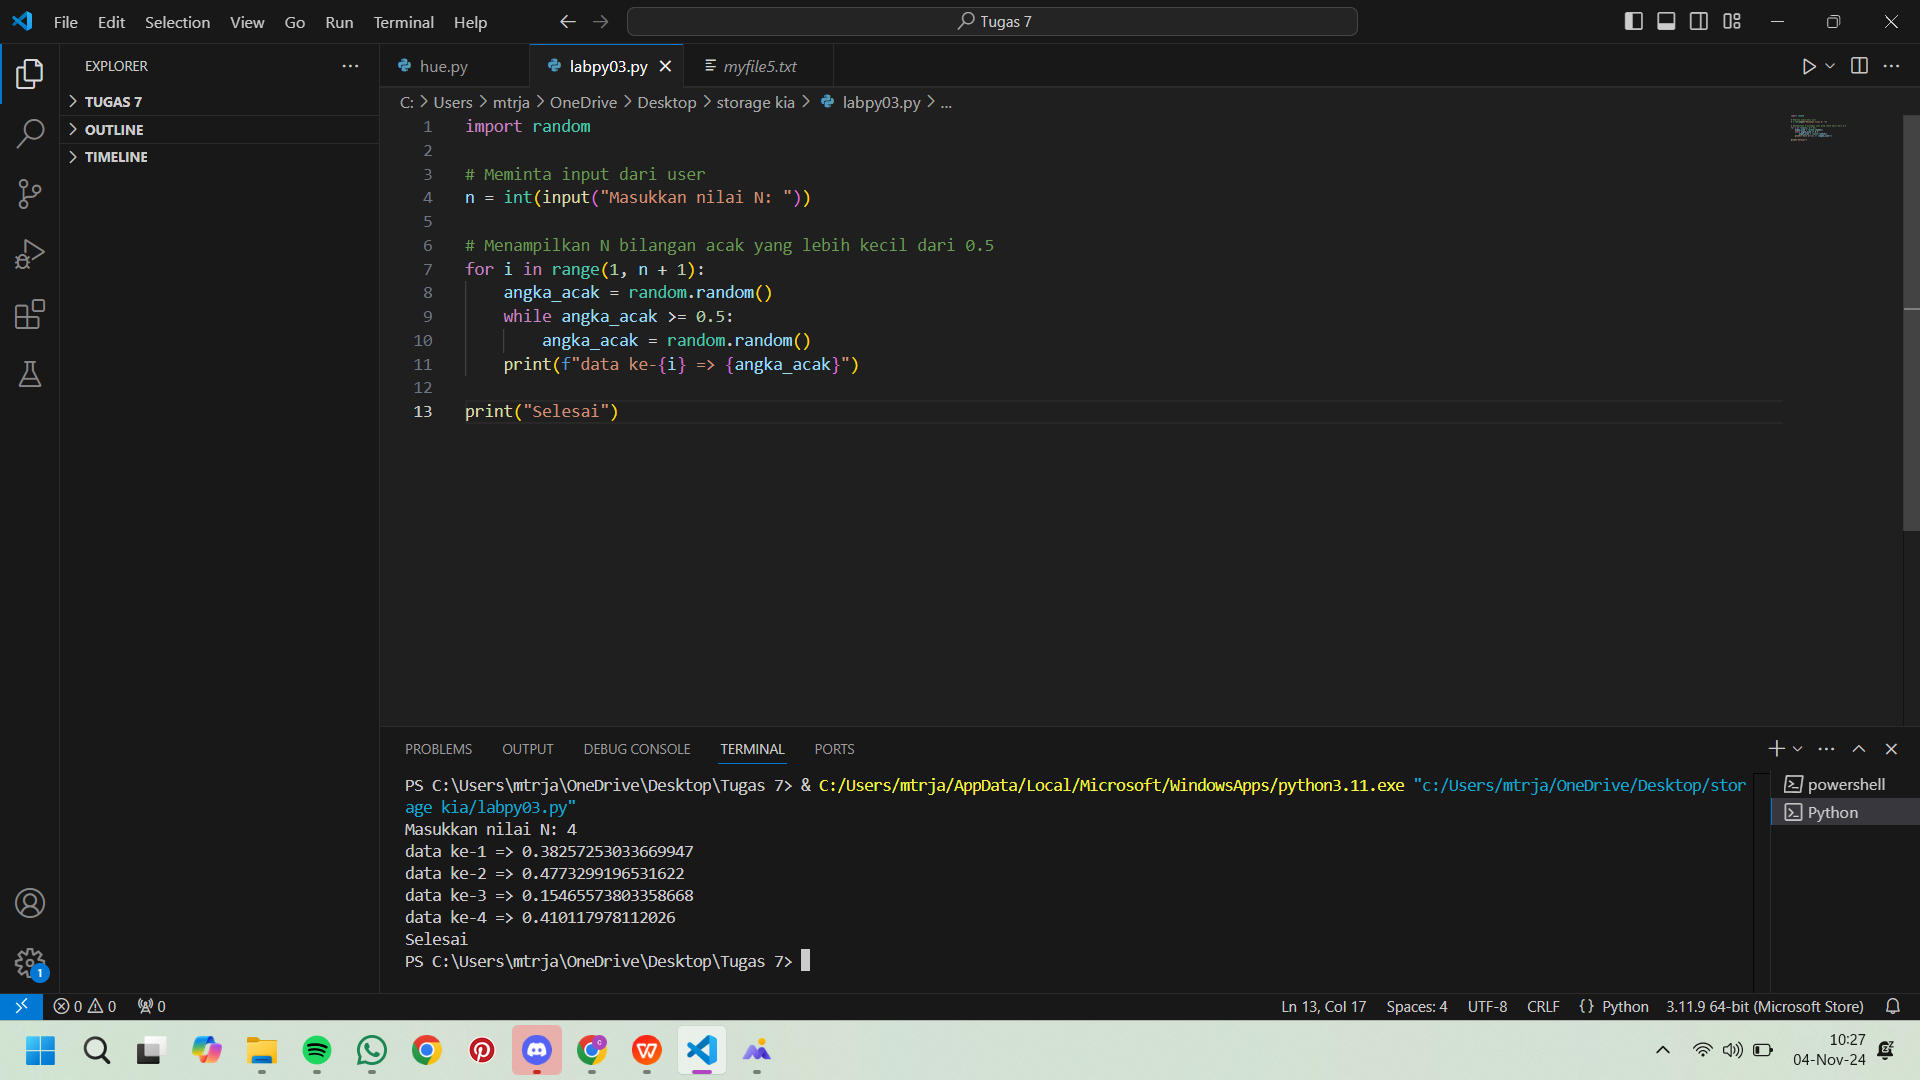 File Edit Selection View Go Run Terminal Help
Tugas 7
EXPLORER
TUGAS 7
OUTLINE
TIMELINE
hue.py
labpy03.py
myfile5.txt
C: > Users > mtrja > OneDrive > Desktop > storage kia > labpy03.py > ...
1 import random
2
3 # Meminta input dari user
4 n = int(input("Masukkan nilai N: "))
5
6 # Menampilkan N bilangan acak yang lebih kecil dari 0.5
7 for i in range(1, n + 1):
8     angka_acak = random.random()
9     while angka_acak >= 0.5:
10         angka_acak = random.random()
11     print(f"data ke-{i} => {angka_acak}")
12
13 print("Selesai")
PROBLEMS OUTPUT DEBUG CONSOLE TERMINAL PORTS
PS C:\Users\mtrja\OneDrive\Desktop\Tugas 7> & C:/Users/mtrja/AppData/Local/Microsoft/WindowsApps/python3.11.exe "c:/Users/mtrja/OneDrive/Desktop/stor
age kia/labpy03.py"
Masukkan nilai N: 4
data ke-1 => 0.38257253033669947
data ke-2 => 0.4773299196531622
data ke-3 => 0.15465573803358668
data ke-4 => 0.410117978112026
Selesai
PS C:\Users\mtrja\OneDrive\Desktop\Tugas 7>
powershell
Python
1
0 0 0
Ln 13, Col 17 Spaces: 4 UTF-8 CRLF {} Python 3.11.9 64-bit (Microsoft Store)
10:27
04-Nov-24